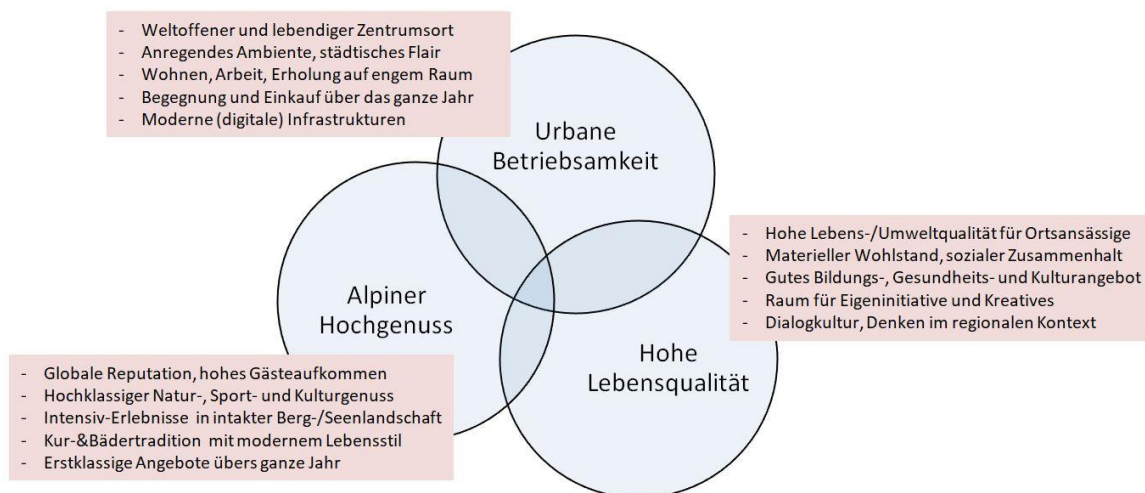 - Weltoffener und lebendiger Zentrumsort
- Anregendes Ambiente, städtisches Flair
- Wohnen, Arbeit, Erholung auf engem Raum
- Begegnung und Einkauf über das ganze Jahr
- Moderne (digitale) Infrastrukturen
Urbane
Betriebsamkeit
- Hohe Lebens-/Umweltqualität für Ortsansässige
- Materieller Wohlstand, sozialer Zusammenhalt
- Gutes Bildungs-, Gesundheits- und Kulturangebot
- Raum für Eigeninitiative und Kreatives
- Dialogkultur, Denken im regionalen Kontext
Alpiner
Hochgenuss
Hohe
Lebensqualität
- Globale Reputation, hohes Gästeaufkommen
- Hochklassiger Natur-, Sport- und Kulturgenuss
- Intensiv-Erlebnisse in intakter Berg-/Seenlandschaft
- Kur-&Bädertradition mit modernem Lebensstil
- Erstklassige Angebote übers ganze Jahr